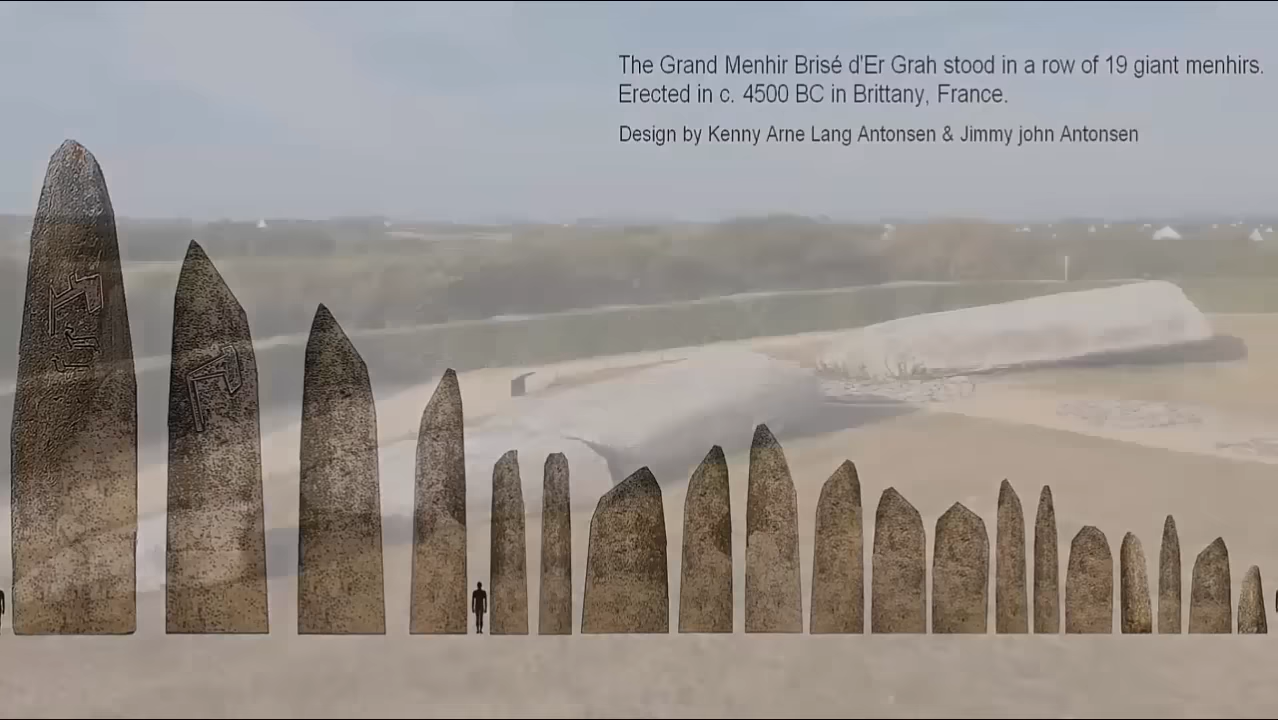 The Grand Menhir Brisé d'Er Grah stood in a row of 19 giant menhirs.
Erected in c. 4500 BC in Brittany, France.
Design by Kenny Arne Lang Antonsen & Jimmy john Antonsen